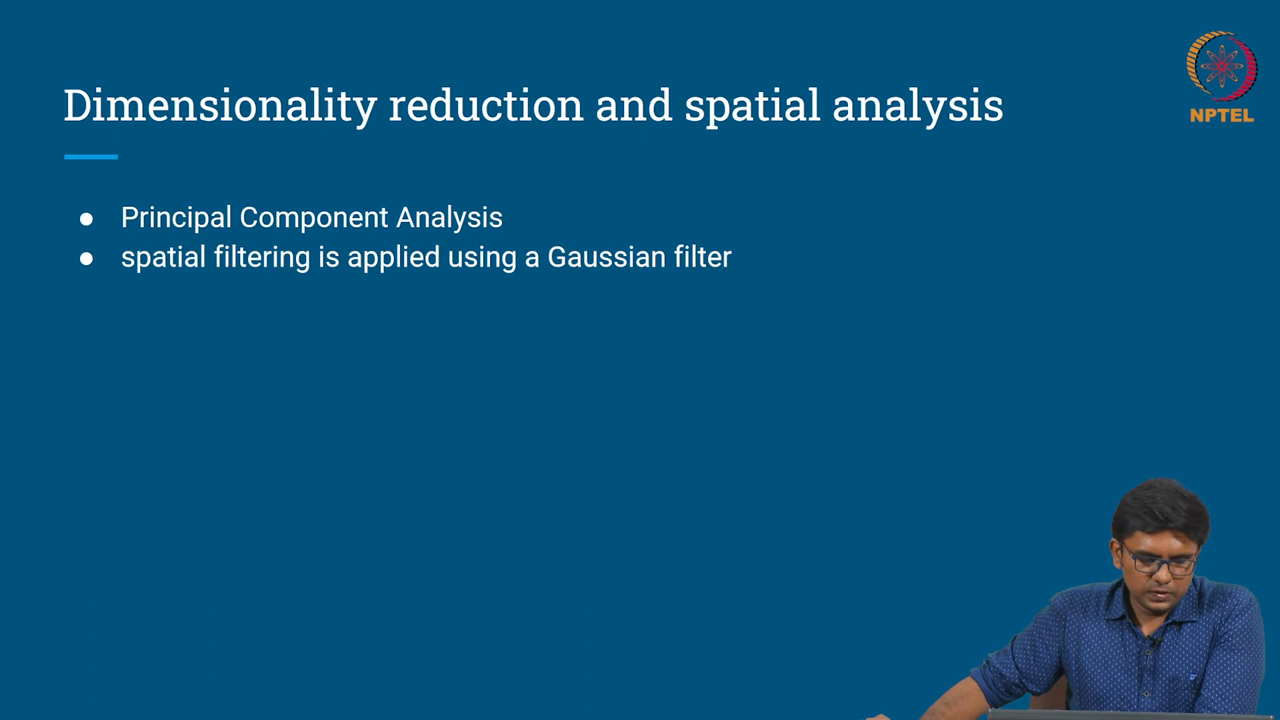 Dimensionality reduction and spatial analysis
NPTEL
● Principal Component Analysis
● spatial filtering is applied using a Gaussian filter